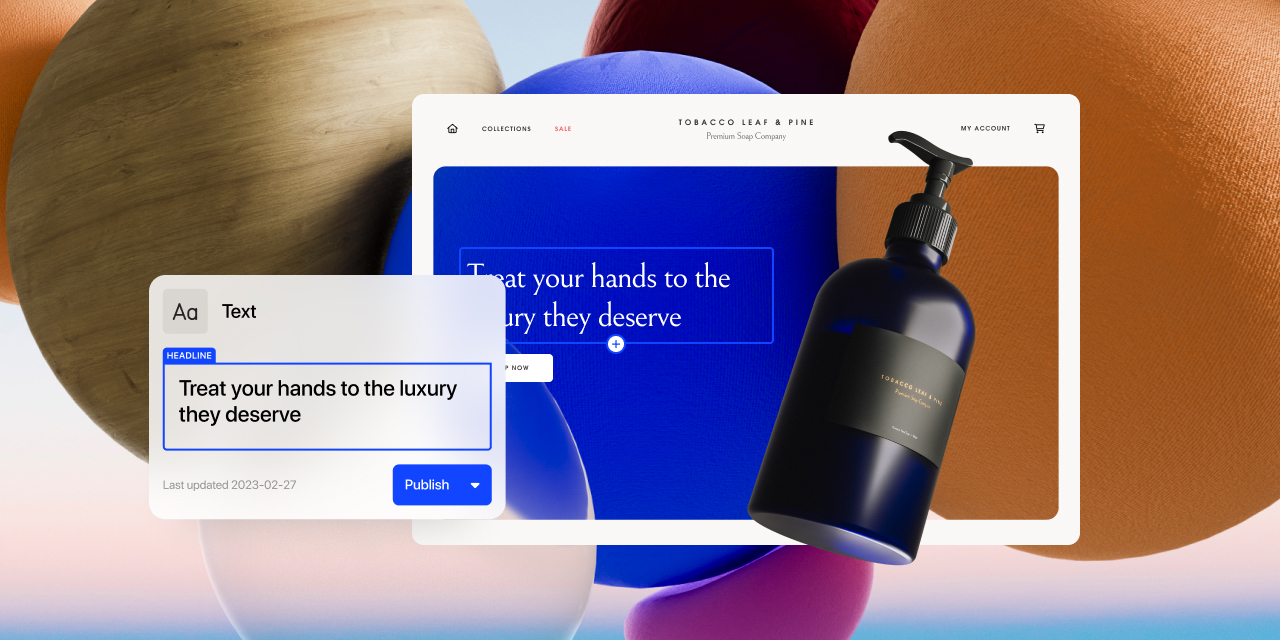 COLLECTIONS
SALE
TOBACCO LEAF & PINE
Premium Soap Company
MY ACCOUNT
Treat your hands to the
ury they deserve
P NOW
Aa
Text
HEADLINE
Treat your hands to the luxury
they deserve
Last updated 2023-02-27
Publish
TOBACCO LEAF & PINE
Premium Soap Company